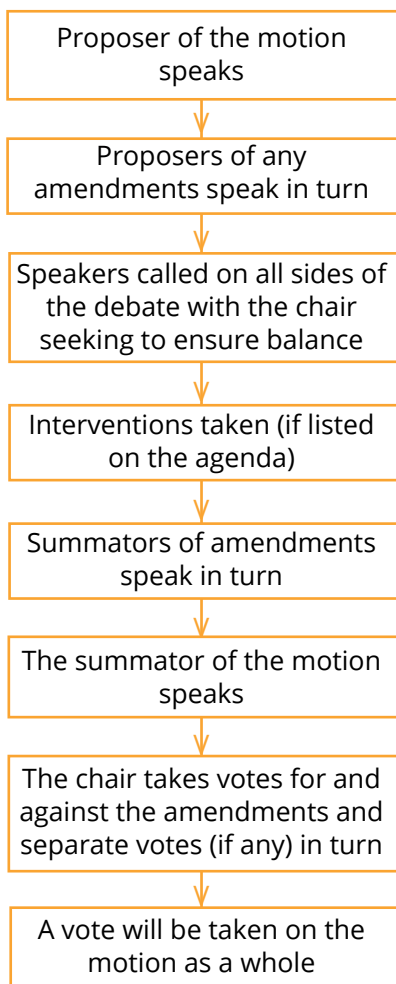 Proposer of the motion
speaks
Proposers of any
amendments speak in turn
Speakers called on all sides of
the debate with the chair
seeking to ensure balance
Interventions taken (if listed
on the agenda)
Summators of amendments
speak in turn
The summator of the motion
speaks
The chair takes votes for and
against the amendments and
separate votes (if any) in turn
A vote will be taken on the
motion as a whole